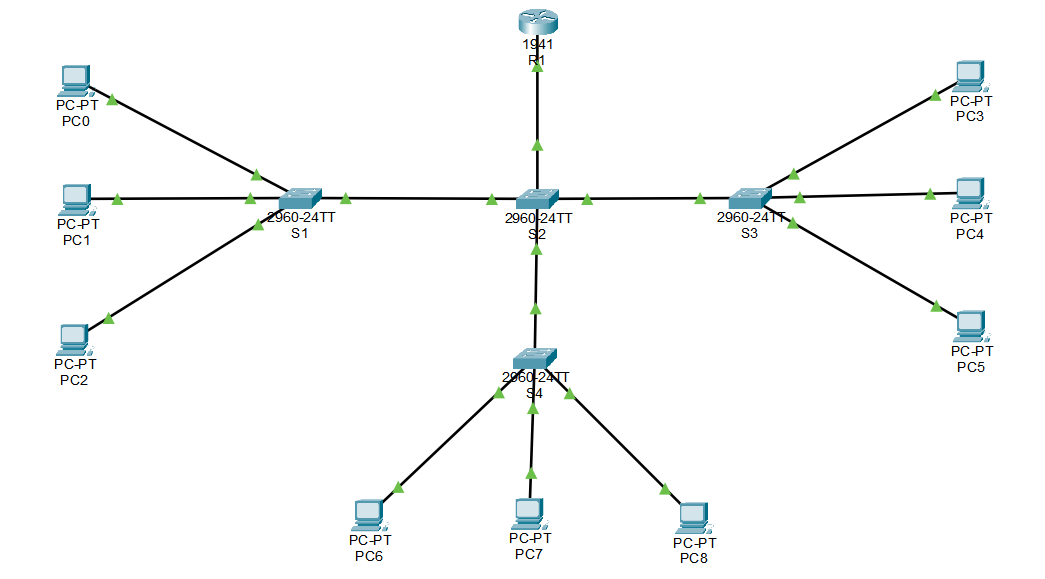 1941
R1
PC-PT
PC0
PC-PT
PC3
PC-PT
PC1
2960-24TT
S1
2960-24TT
S2
2960-24TT
S3
PC-PT
PC4
PC-PT
PC2
2960-24TT
S4
PC-PT
PC5
PC-PT
PC6
PC-PT
PC7
PC-PT
PC8